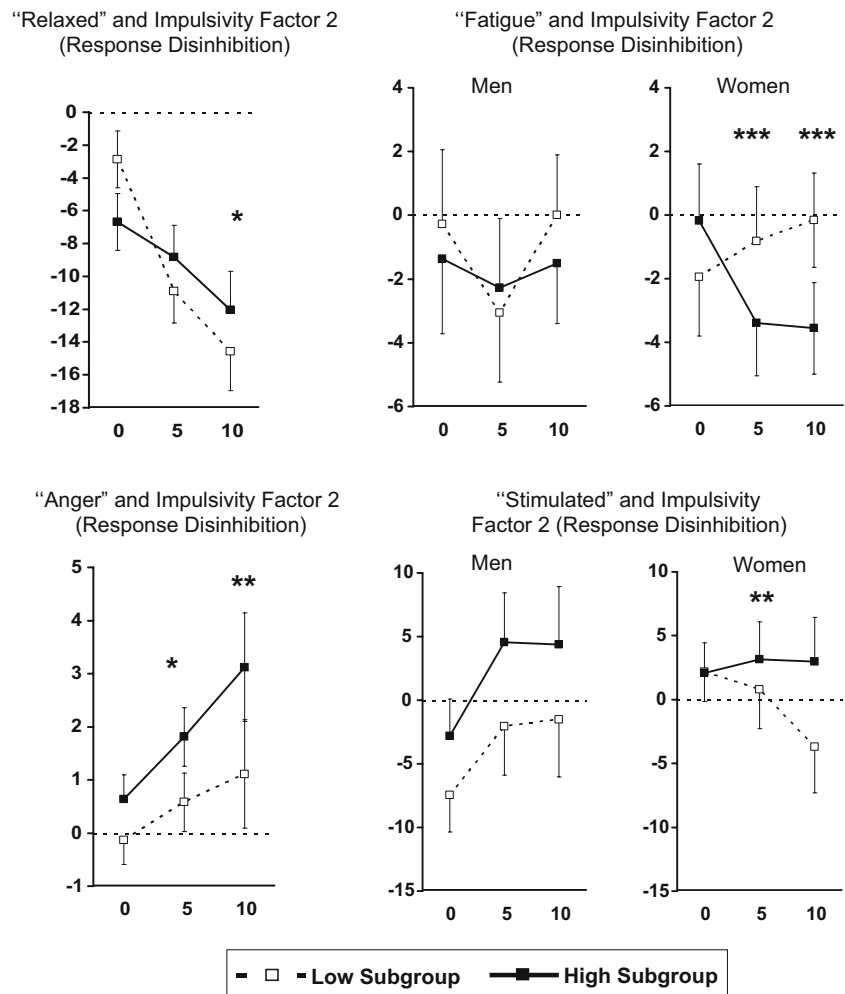 ‘‘Relaxed” and Impulsivity Factor 2
(Response Disinhibition)
0
-2
-4
-6
-8
-10
-12
-14
-16
-18
*
0 5 10
‘‘Fatigue” and Impulsivity Factor 2
(Response Disinhibition)
Men
4
2
0
-2
-4
-6
0 5 10
Women
4
2
0
-2
-4
-6
*** ***
0 5 10
‘‘Anger” and Impulsivity Factor 2
(Response Disinhibition)
5
4
3
2
1
0
-1
* **
0 5 10
‘‘Stimulated” and Impulsivity
Factor 2 (Response Disinhibition)
Men
10
5
0
-5
-10
-15
0 5 10
Women
10
5
0
-5
-10
-15
**
0 5 10
Low Subgroup High Subgroup